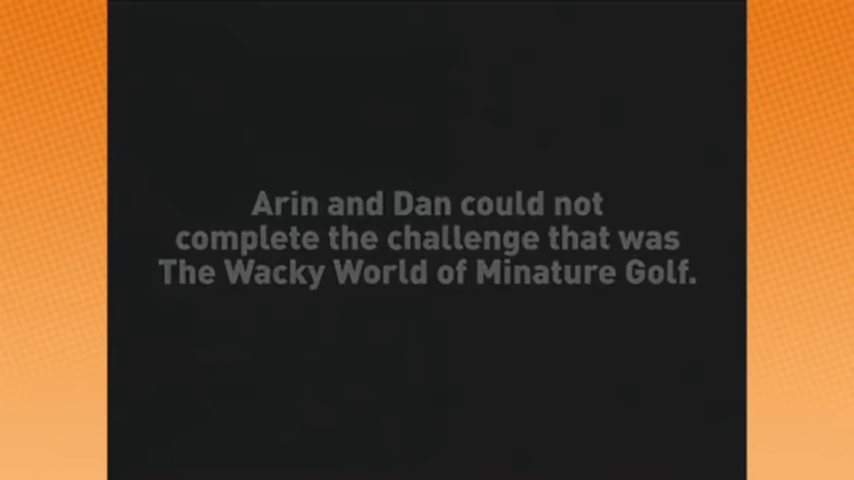 Arin and Dan could not
complete the challenge that was
The Wacky World of Minature Golf.